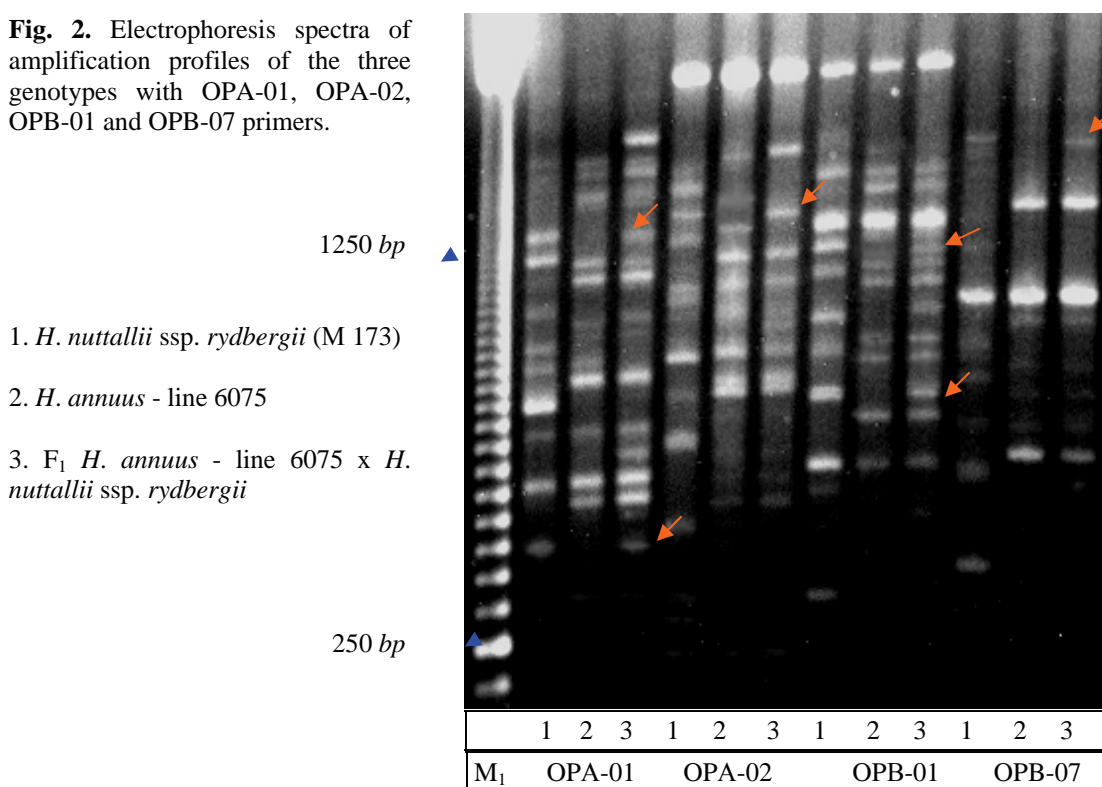 Fig. 2. Electrophoresis spectra of
amplification profiles of the three
genotypes with OPA-01, OPA-02,
OPB-01 and OPB-07 primers.
1250 bp
1. H. nuttallii ssp. rydbergii (M 173)
2. H. annuus - line 6075
3. F₁ H. annuus - line 6075 x H.
nuttallii ssp. rydbergii
250 bp
1 2 3 1 2 3 1 2 3 1 2 3
M₁ OPA-01 OPA-02 OPB-01 OPB-07